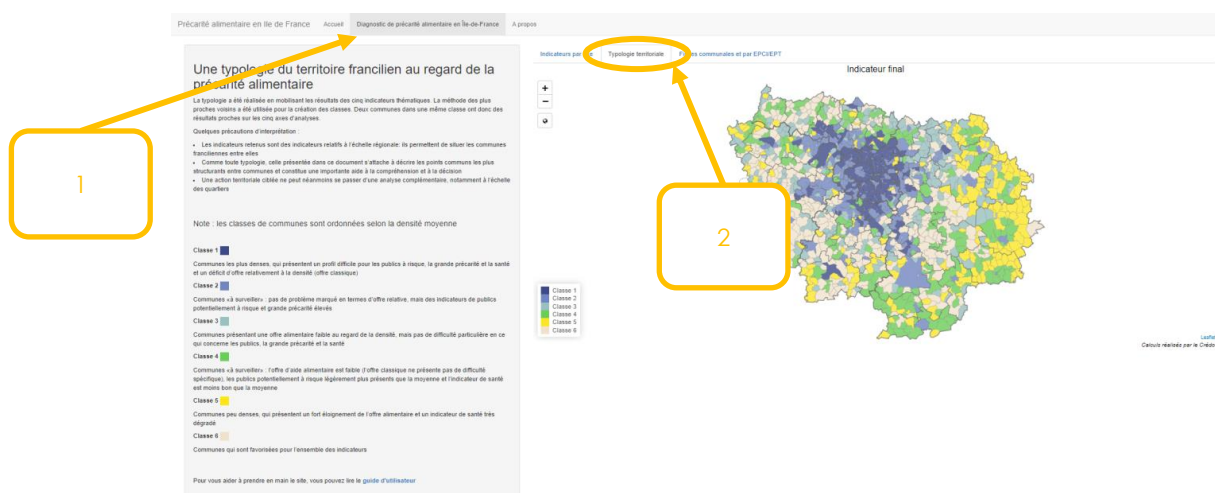 Précarité alimentaire en Ile de France Accueil Diagnostic de précarité alimentaire en Île-de-France A propos
Une typologie du territoire francilien au regard de la
précarité alimentaire
La typologie a été réalisée en mobilisant les résultats des cinq indicateurs thématiques. La méthode des plus
proches voisins a été utilisée pour la création des classes. Deux communes dans une même classe ont donc des
résultats proches sur les cinq axes d'analyses.
Quelques précautions d'interprétation :
• Les indicateurs retenus sont des indicateurs relatifs à l'échelle régionale: ils permettent de situer les communes
franciliennes entre elles
• Comme toute typologie, celle présentée dans ce document s'attache à décrire les points communs les plus
structurants entre communes et constitue une importante aide à la compréhension et à la décision
• Une action territoriale ciblée ne peut néanmoins se passer d'une analyse complémentaire, notamment à l'échelle
des quartiers
1
Note : les classes de communes sont ordonnées selon la densité moyenne
Classe 1
Communes les plus denses, qui présentent un profil difficile pour les publics à risque, la grande précarité et la santé
et un déficit d'offre relativement à la densité (offre classique)
Classe 2
Communes «à surveiller» : pas de problème marqué en termes d'offre relative, mais des indicateurs de publics
potentiellement à risque et grande précarité élevés
Classe 3
Communes présentant une offre alimentaire faible au regard de la densité, mais pas de difficulté particulière en ce
qui concerne les publics, la grande précarité et la santé
Classe 4
Communes «à surveiller» : l'offre d'aide alimentaire est faible (l'offre classique ne présente pas de difficulté
spécifique), les publics potentiellement à risque légèrement plus présents que la moyenne et l'indicateur de santé
est moins bon que la moyenne
Classe 5
Communes peu denses, qui présentent un fort éloignement de l'offre alimentaire et un indicateur de santé très
dégradé
Classe 6
Communes qui sont favorisées pour l'ensemble des indicateurs
Pour vous aider à prendre en main le site, vous pouvez lire le guide d'utilisateur
Indicateurs par Typologie territoriale communales et par EPCI/EPT
Indicateur final
+
−
2
Classe 1
Classe 2
Classe 3
Classe 4
Classe 5
Classe 6
Calculs réalisés par le Crédo